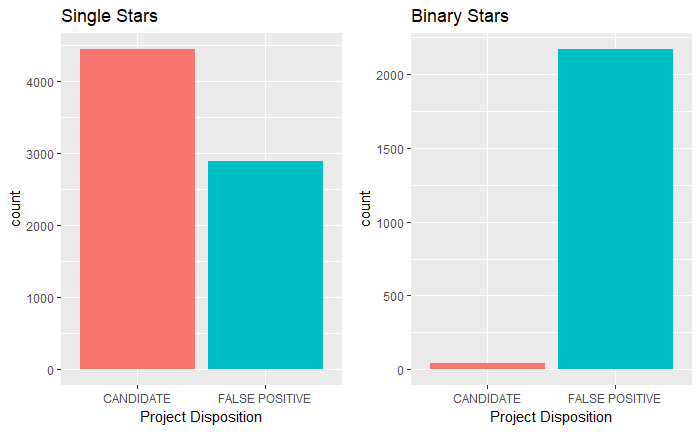 Single Stars
4000
3000
2000
1000
0
count
CANDIDATE
FALSE POSITIVE
Project Disposition
Binary Stars
2000
1500
1000
500
0
count
CANDIDATE
FALSE POSITIVE
Project Disposition